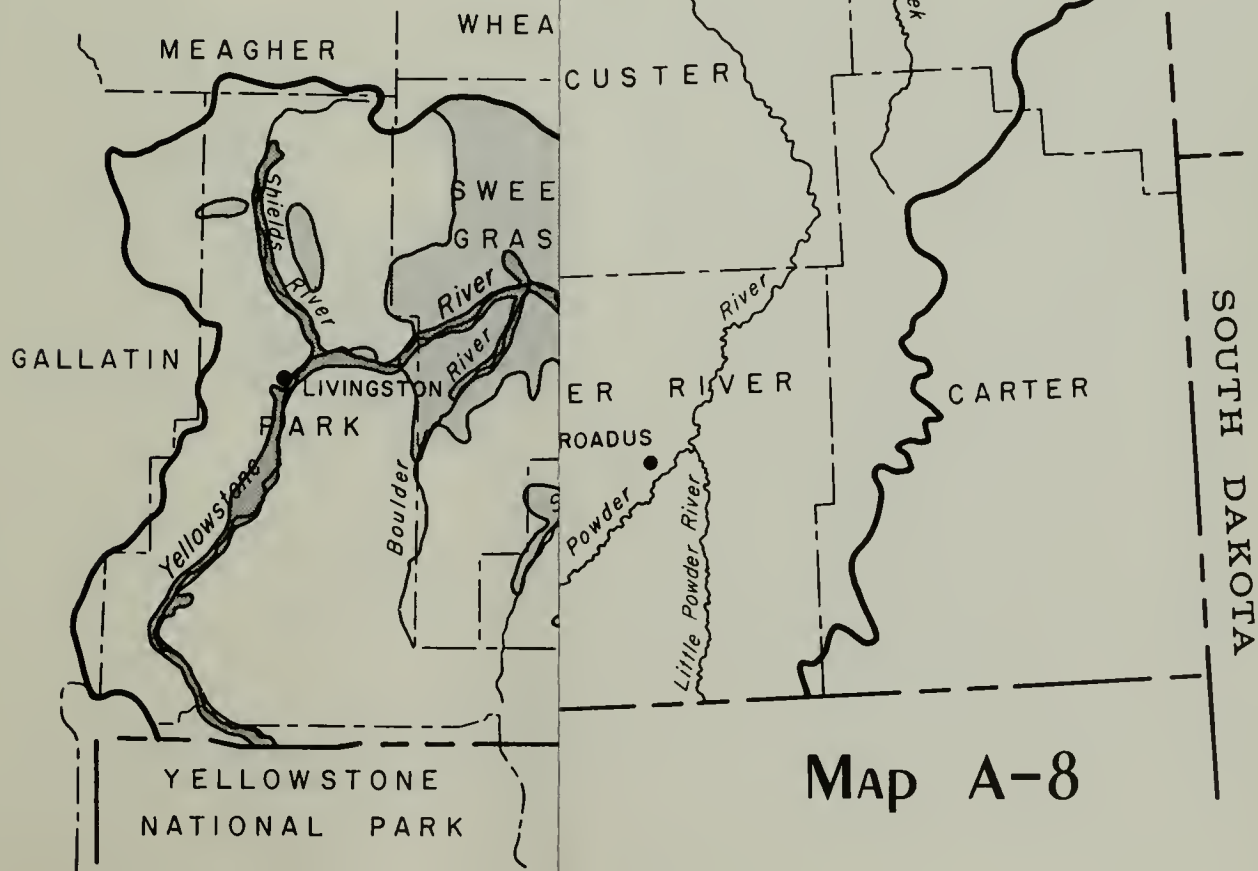 MEAGHER
WHEA
SWEE
GRAS
Shields
River
River
River
GALLATIN
LIVINGSTON
PARK
Yellowstone
Boulder
YELLOWSTONE
NATIONAL PARK
ek
CUSTER
River
ER RIVER
ROADUS
Powder
Little Powder River
CARTER
SOUTH DAKOTA
MAP A-8